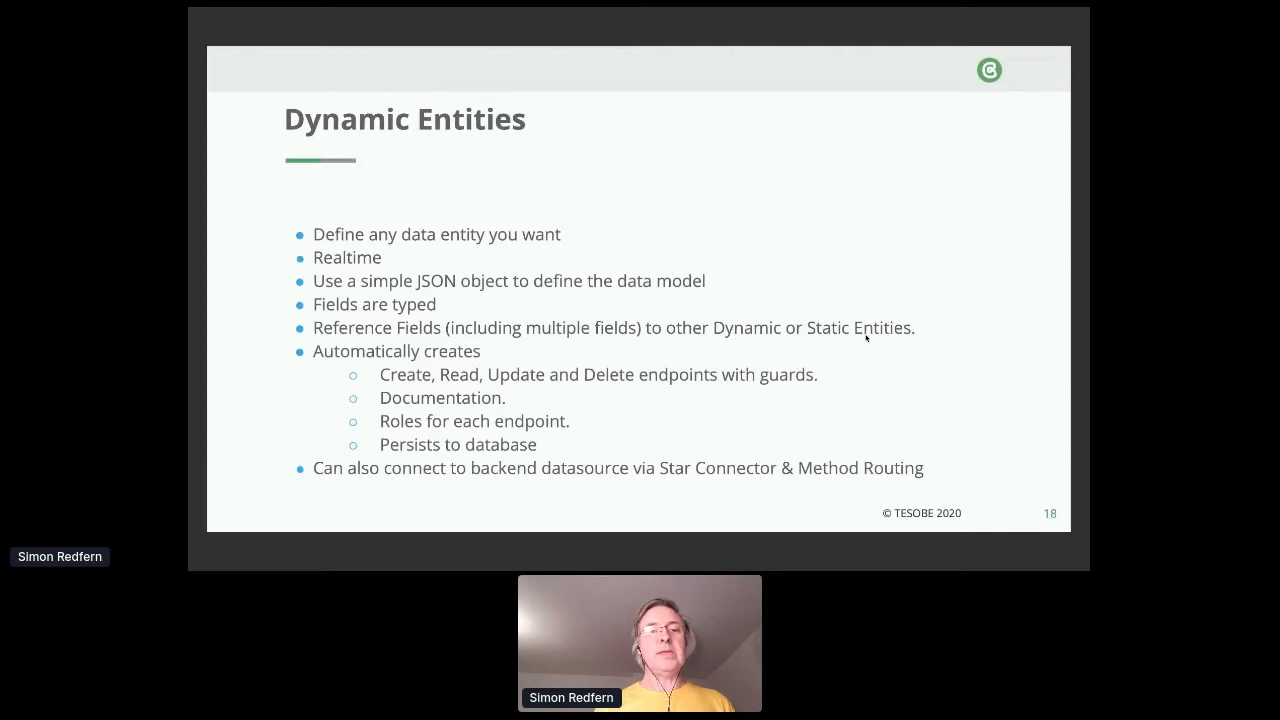 Dynamic Entities
Define any data entity you want
Realtime
Use a simple JSON object to define the data model
Fields are typed
Reference Fields (including multiple fields) to other Dynamic or Static Entities.
Automatically creates
Create, Read, Update and Delete endpoints with guards.
Documentation.
Roles for each endpoint.
Persists to database
Can also connect to backend datasource via Star Connector & Method Routing
© TESOBE 2020
18
Simon Redfern
Simon Redfern